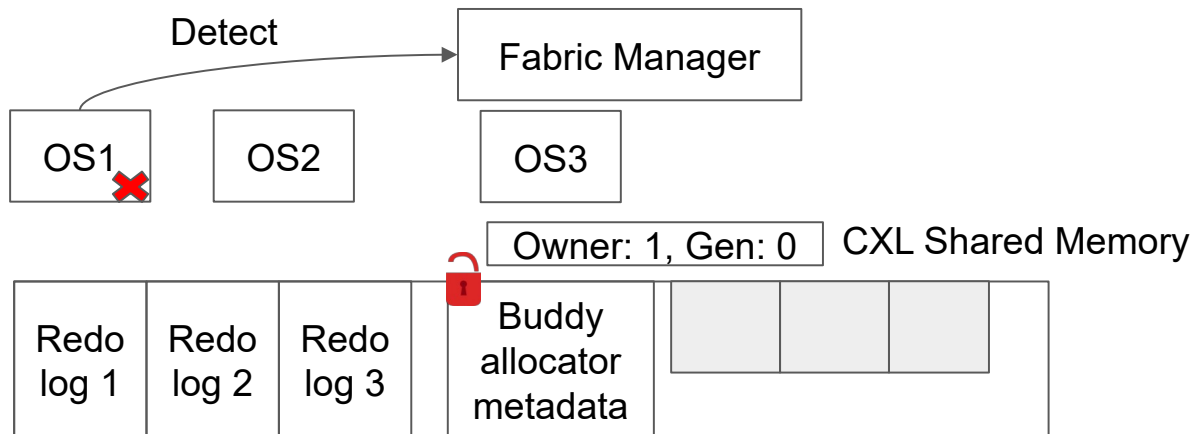 Detect
Fabric Manager
OS1
OS2
OS3
Owner: 1, Gen: 0
CXL Shared Memory
Redo
log 1
Redo
log 2
Redo
log 3
Buddy
allocator
metadata